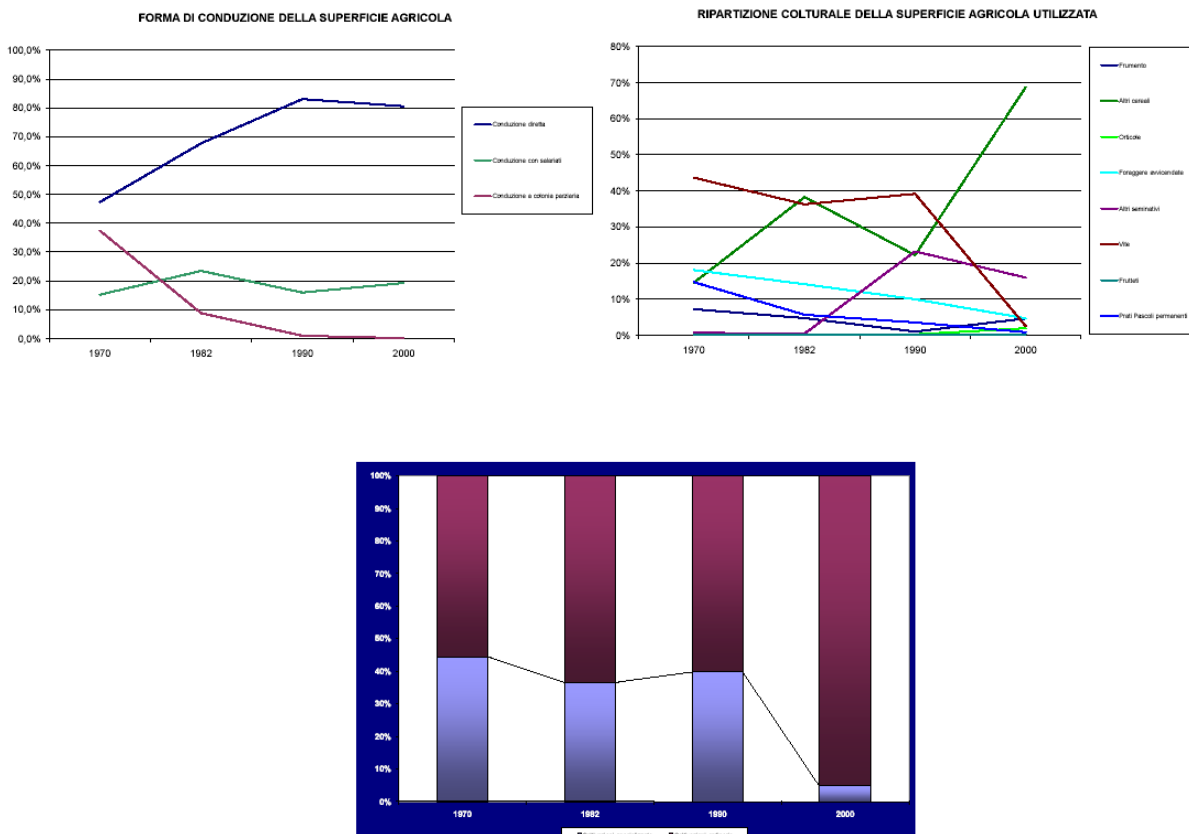 FORMA DI CONDUZIONE DELLA SUPERFICIE AGRICOLA
100,0%
90,0%
80,0%
70,0%
60,0%
50,0%
40,0%
30,0%
20,0%
10,0%
0,0%
1970 1982 1990 2000
Conduzione diretta
Conduzione con salariati
Conduzione a colonia parziaria
RIPARTIZIONE COLTURALE DELLA SUPERFICIE AGRICOLA UTILIZZATA
80%
70%
60%
50%
40%
30%
20%
10%
0%
1970 1982 1990 2000
Frumento
Altri cereali
Orticole
Foraggere avvicendate
Altri seminativi
Vite
Frutteti
Prati Pascoli permanenti
100%
90%
80%
70%
60%
50%
40%
30%
20%
10%
0%
1970 1982 1990 2000